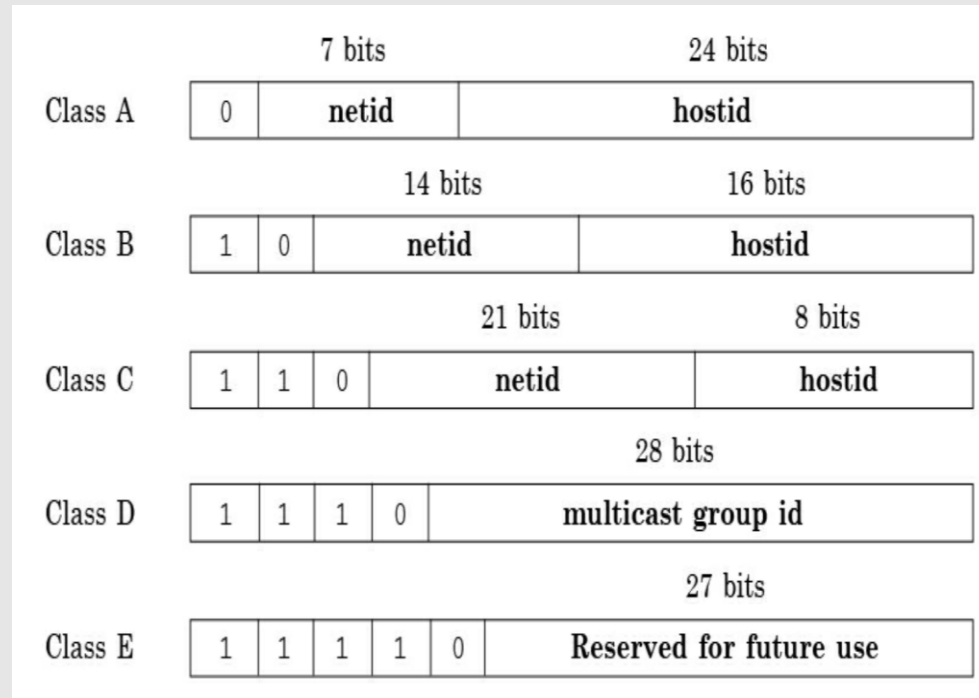 7 bits 24 bits
Class A 0 netid hostid
14 bits 16 bits
Class B 1 0 netid hostid
21 bits 8 bits
Class C 1 1 0 netid hostid
28 bits
Class D 1 1 1 0 multicast group id
27 bits
Class E 1 1 1 1 0 Reserved for future use